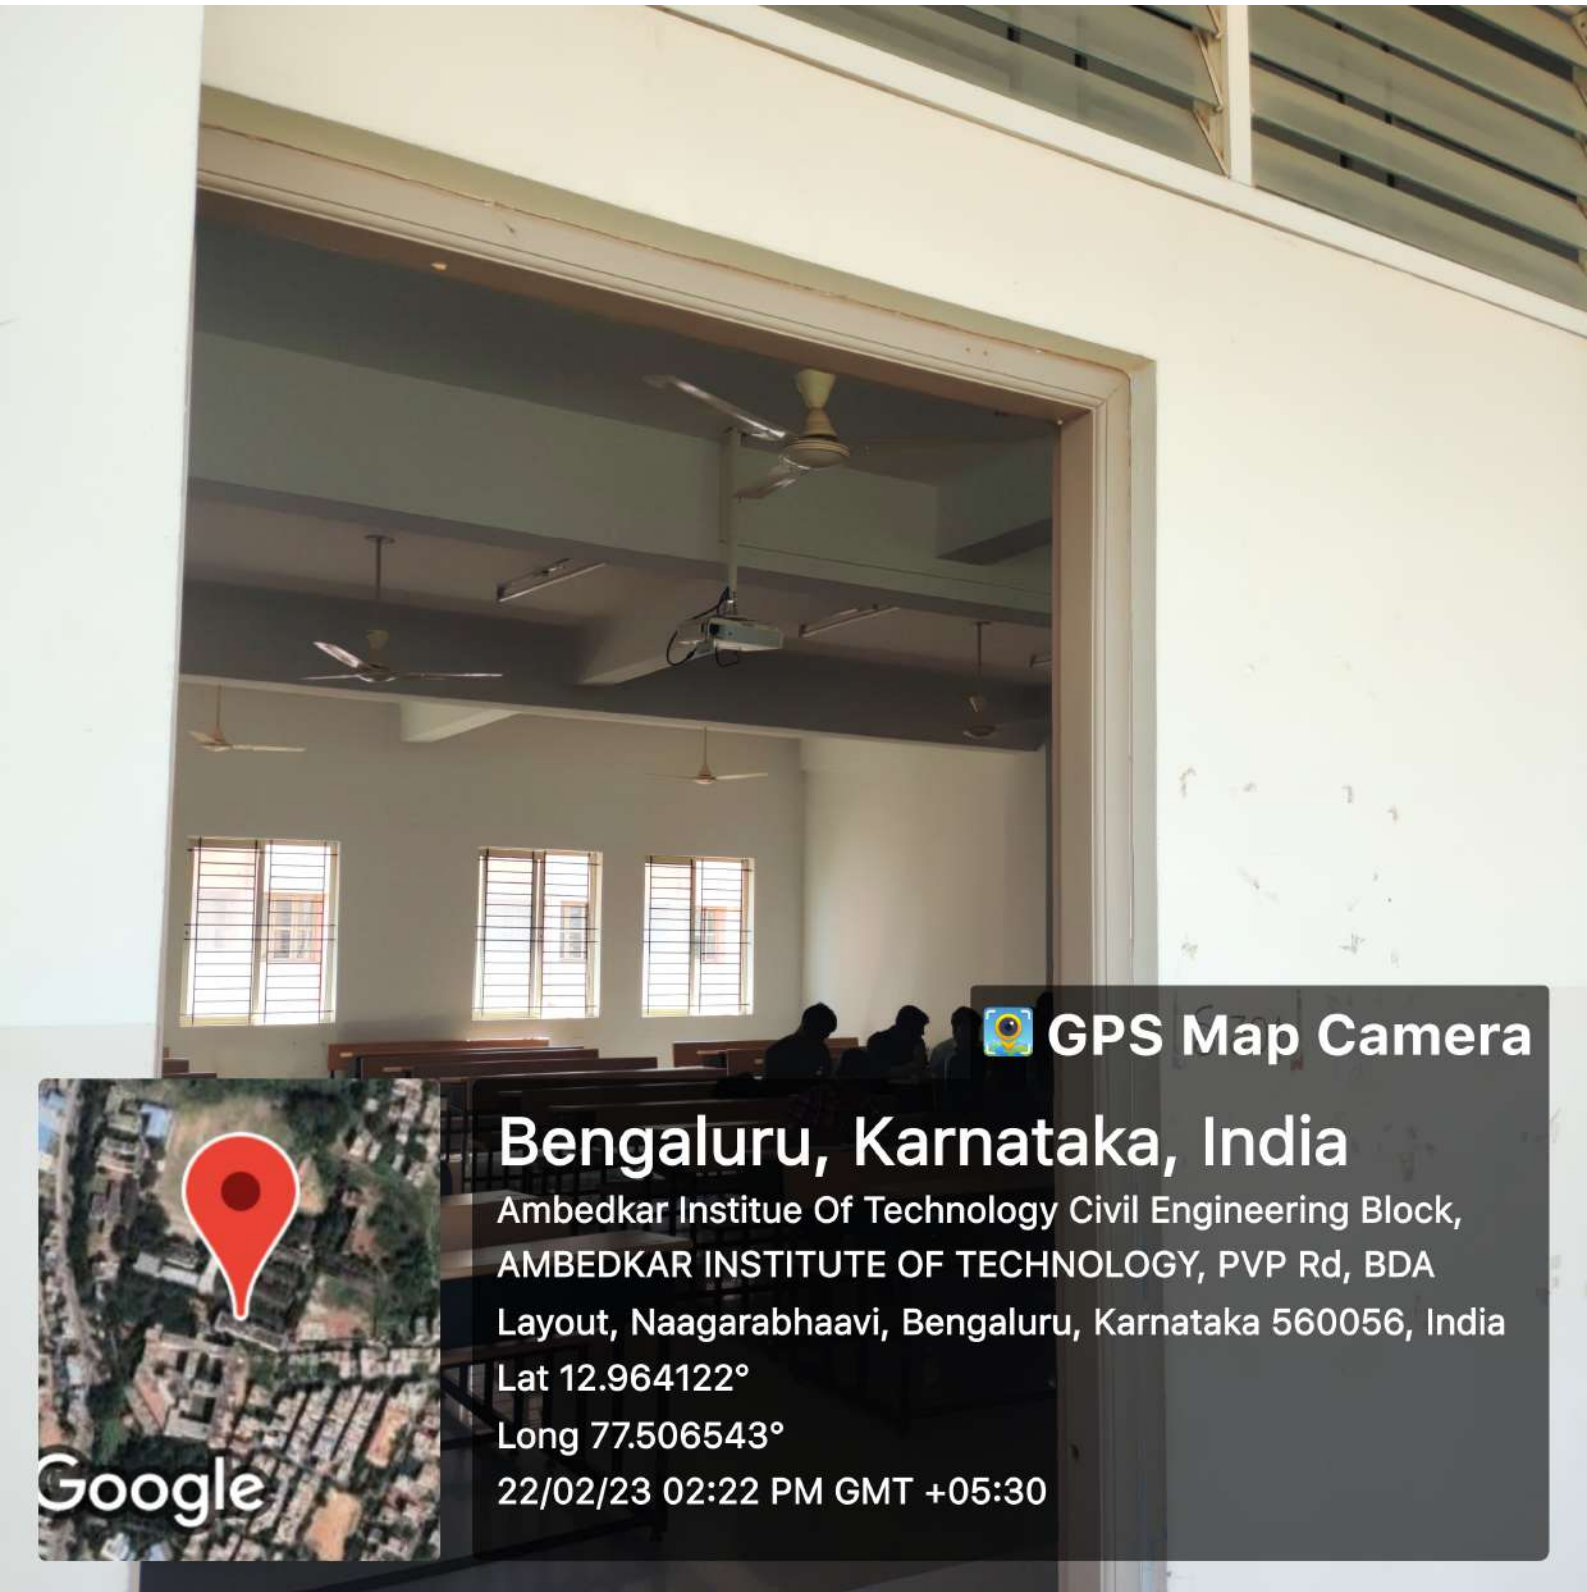 GPS Map Camera
Bengaluru, Karnataka, India
Ambedkar Institue Of Technology Civil Engineering Block,
AMBEDKAR INSTITUTE OF TECHNOLOGY, PVP Rd, BDA
Layout, Naagarabhaavi, Bengaluru, Karnataka 560056, India
Lat 12.964122°
Long 77.506543°
22/02/23 02:22 PM GMT +05:30
Google